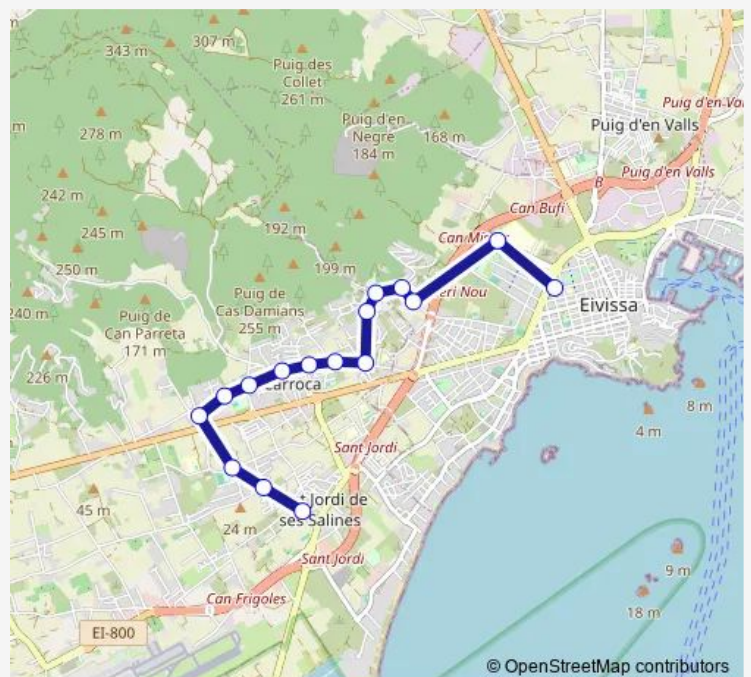 343 m
307 m
Puig des
Collet
261 m
m
278 m
Puig d'en
Negre
184 m
168 m
Puig d'en Va
Puig d'en Valls
Puig d'en Valls
B
242 m
245 m
250 m
192 m
199 m
Can Bufí
240 m
Puig de
Can Parreta
171 m
Puig de
Cas Damians
255 m
Eivissa
226 m
8 m
4 m
Sant Jordi
45 m
24 m
t Jordi de
ses Salines
Sant Jordi
9 m
Can Frigoles
18 m
EI-800
© OpenStreetMap contributors